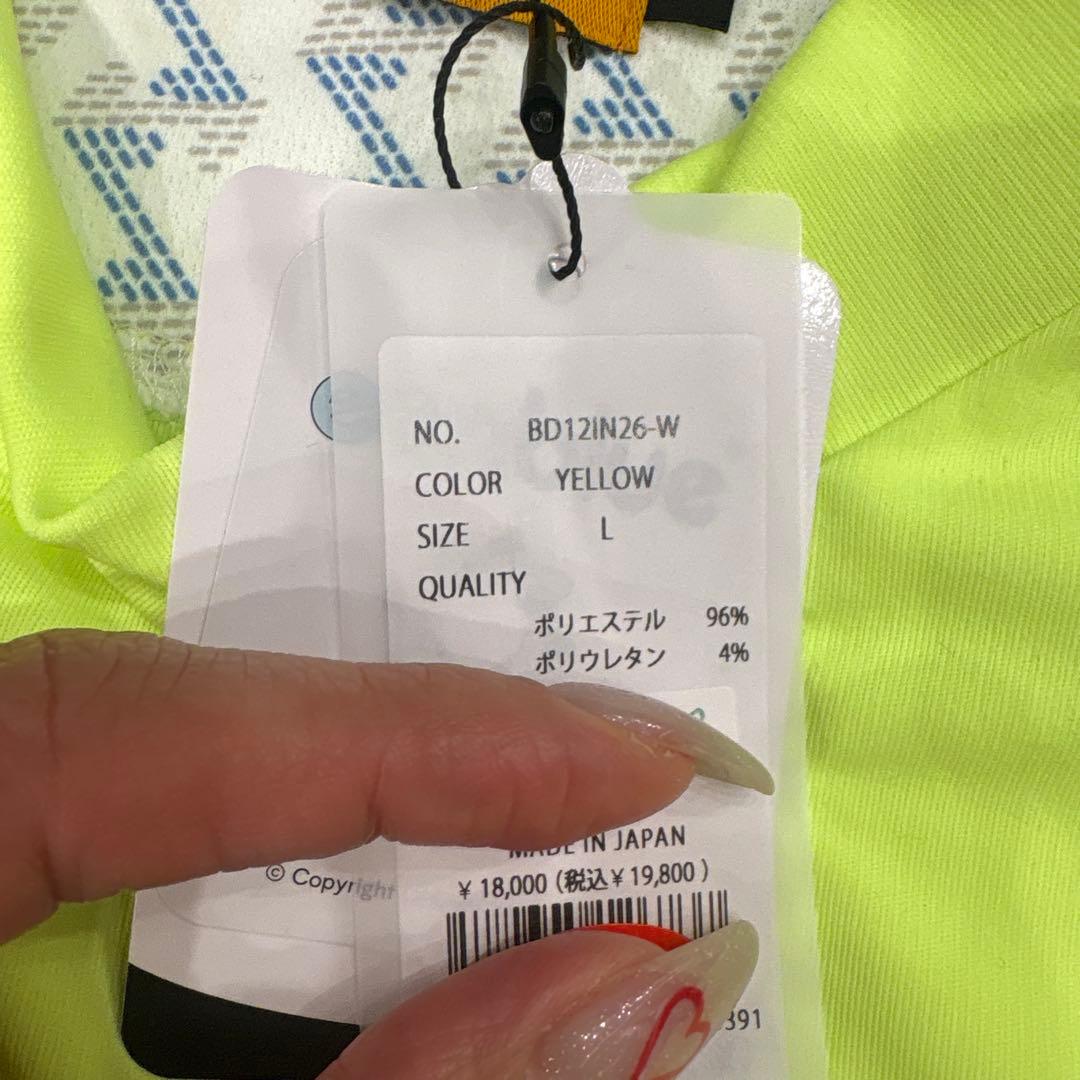 NO. BD12IN26-W
COLOR YELLOW
SIZE L
QUALITY
ポリエステル 96%
ポリウレタン 4%
MADE IN JAPAN
¥ 18,000 (税込¥ 19,800 )
© Copyright
391